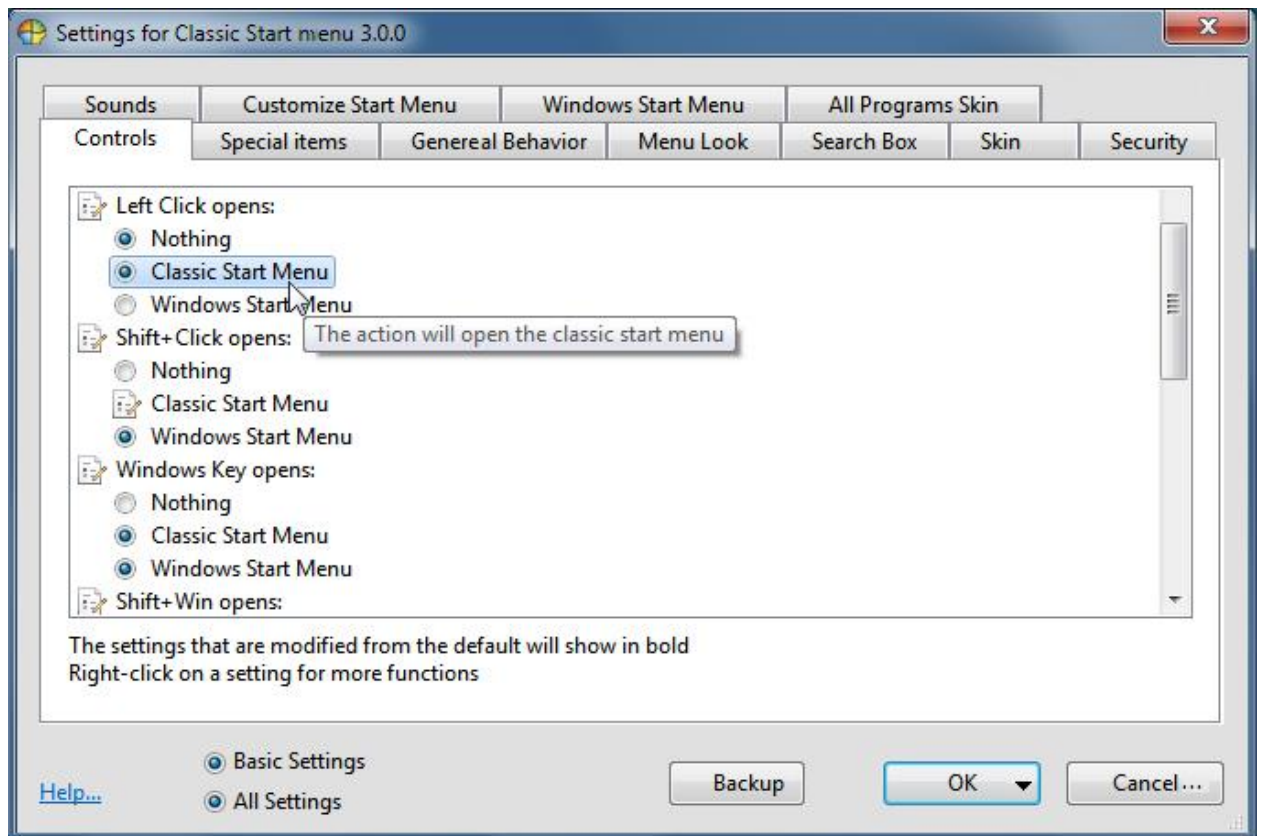 Settings for Classic Start menu 3.0.0
Sounds Customize Start Menu Windows Start Menu All Programs Skin
Controls Special items Genereal Behavior Menu Look Search Box Skin Security
Left Click opens:
Nothing
Classic Start Menu
Windows Start Menu
The action will open the classic start menu
Shift+Click opens:
Nothing
Classic Start Menu
Windows Start Menu
Windows Key opens:
Nothing
Classic Start Menu
Windows Start Menu
Shift+Win opens:
The settings that are modified from the default will show in bold
Right-click on a setting for more functions
Help...
Basic Settings
All Settings
Backup OK Cancel...